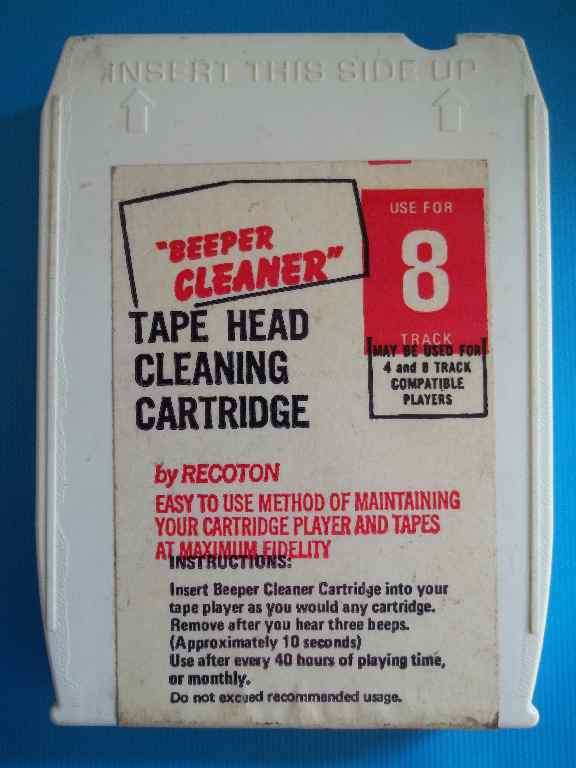 INSERT THIS SIDE UP
"BEEPER
CLEANER"
USE FOR
8
TRACK
MAY BE USED FOR
4 and 8 TRACK
COMPATIBLE
PLAYERS
TAPE HEAD
CLEANING
CARTRIDGE
by RECOTON
EASY TO USE METHOD OF MAINTAINING
YOUR CARTRIDGE PLAYER AND TAPES
AT MAXIMUM FIDELITY
INSTRUCTIONS:
Insert Beeper Cleaner Cartridge into your
tape player as you would any cartridge.
Remove after you hear three beeps.
(Approximately 10 seconds)
Use after every 40 hours of playing time,
or monthly.
Do not exceed recommended usage.